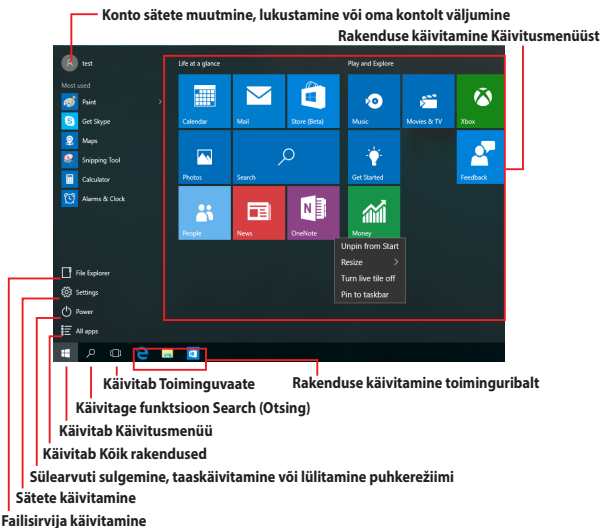 Konto sätete muutmine, lukustamine või oma kontolt väljumine
Rakenduse käivitamine Käivitusmenüüst
test
Life at a glance
Play and Explore
Most used
Paint
Get Skype
Maps
Snipping Tool
Calculator
Alarms & Clock
Calendar
Mail
Store (Beta)
Music
Movies & TV
Xbox
Photos
Search
Get Started
Feedback
People
News
OneNote
Money
Unpin from Start
Resize
Turn live tile off
Pin to taskbar
File Explorer
Settings
Power
All apps
Käivitab Toiminguvaate
Rakenduse käivitamine toiminguribalt
Käivitage funktsioon Search (Otsing)
Käivitab Käivitusmenüü
Käivitab Kõik rakendused
Sülearvuti sulgemine, taaskäivitamine või lülitamine puhkerežiimi
Sätete käivitamine
Failisirvija käivitamine